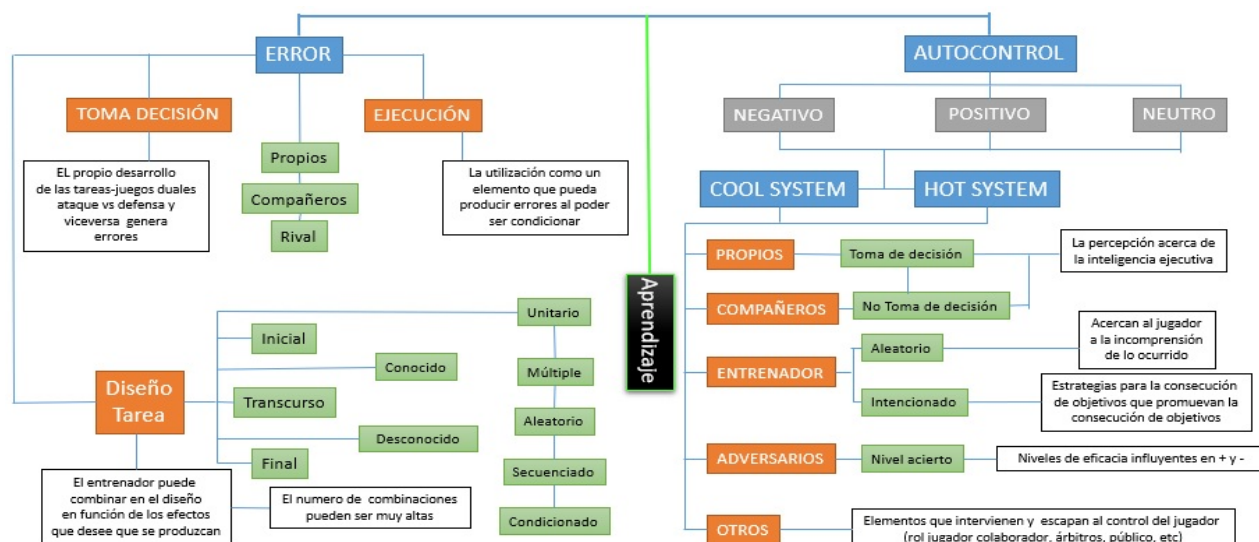 ERROR
AUTOCONTROL
TOMA DECISIÓN
EJECUCIÓN
NEGATIVO
POSITIVO
NEUTRO
EL propio desarrollo
de las tareas-juegos duales
ataque vs defensa y
viceversa genera
errores
Propios
Compañeros
Rival
La utilización como un
elemento que pueda
producir errores al poder
ser condicionar
COOL SYSTEM
HOT SYSTEM
Aprendizaje
PROPIOS
Toma de decisión
La percepción acerca de
la inteligencia ejecutiva
COMPAÑEROS
No Toma de decisión
ENTRENADOR
Aleatorio
Acercan al jugador
a la incomprensión
de lo ocurrido
Intencionado
Estrategias para la consecución
de objetivos que promuevan la
consecución de objetivos
ADVERSARIOS
Nivel acierto
Niveles de eficacia influyentes en + y -
OTROS
Elementos que intervienen y escapan al control del jugador
(rol jugador colaborador, árbitros, público, etc)
Diseño
Tarea
Inicial
Conocido
Transcurso
Desconocido
Final
Unitario
Múltiple
Aleatorio
Secuenciado
Condicionado
El entrenador puede
combinar en el diseño
en función de los efectos
que desee que se produzcan
El numero de combinaciones
pueden ser muy altas